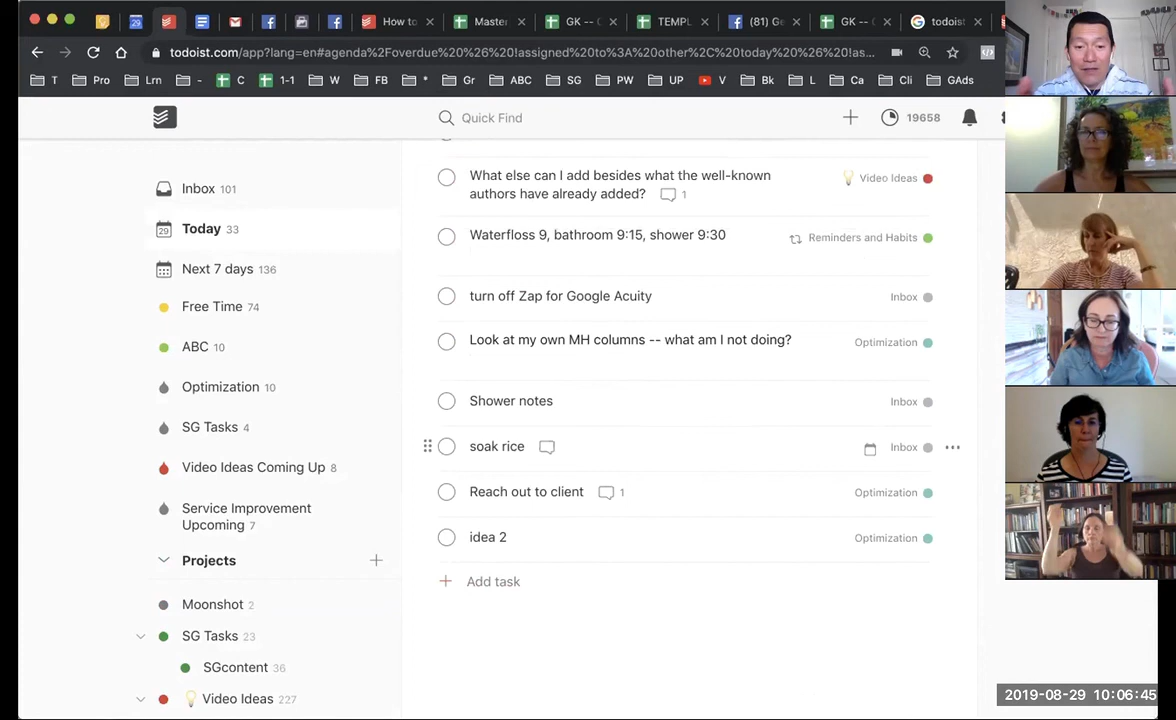 How to
Master
GK -- (
TEMPL
(81) Ge
GK -- C
todoist
todoist.com/app?lang=en#agenda%2Foverdue%20%26%20!assigned%20to%3A%20other%2C%20today%20%26%20!as...
T Pro Lrn - C 1-1 W FB * Gr ABC SG PW UP V Bk L Ca Cli GAds
Quick Find
19658
Inbox 101
Today 33
Next 7 days 136
Free Time 74
ABC 10
Optimization 10
SG Tasks 4
Video Ideas Coming Up 8
Service Improvement
Upcoming 7
Projects
Moonshot 2
SG Tasks 23
SGcontent 36
Video Ideas 227
What else can I add besides what the well-known
authors have already added? 1
Video Ideas
Waterfloss 9, bathroom 9:15, shower 9:30
Reminders and Habits
turn off Zap for Google Acuity
Inbox
Look at my own MH columns -- what am I not doing?
Optimization
Shower notes
Inbox
soak rice
Inbox
Reach out to client 1
Optimization
idea 2
Optimization
Add task
2019-08-29 10:06:45